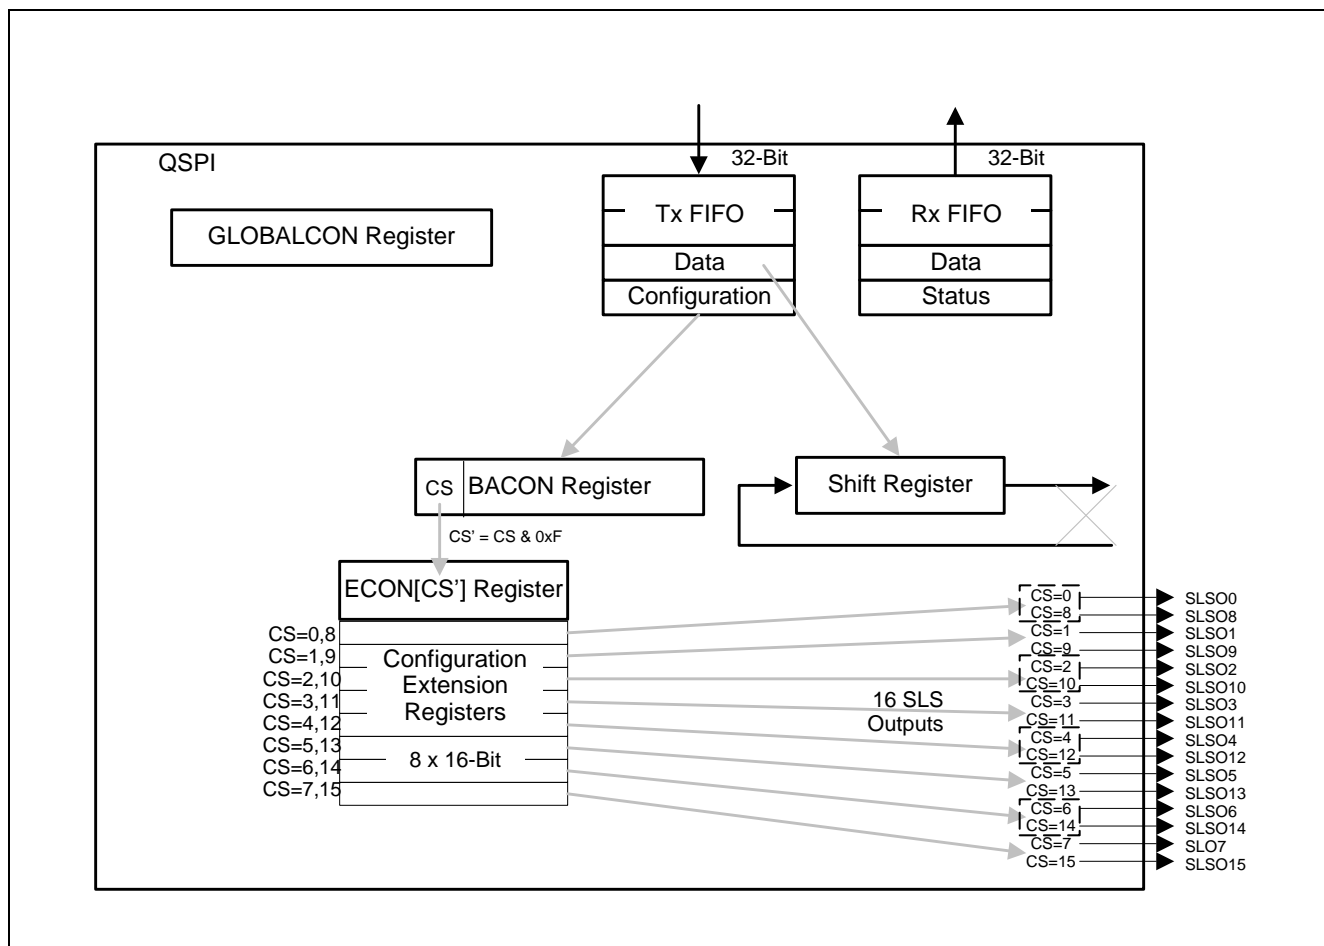 32-Bit
32-Bit
QSPI
Tx FIFO
Rx FIFO
GLOBALCON Register
Data
Data
Configuration
Status
CS
BACON Register
Shift Register
CS' = CS & 0xF
ECON[CS'] Register
CS=0
SLSO0
CS=8
SLSO8
CS=0,8
CS=1
SLSO1
CS=1,9
Configuration
CS=9
SLSO9
CS=2
SLSO2
CS=2,10
Extension
CS=10
SLSO10
CS=3,11
Registers
16 SLS
CS=3
SLSO3
CS=4,12
Outputs
CS=11
SLSO11
CS=4
SLSO4
CS=5,13
8 x 16-Bit
CS=12
SLSO12
CS=6,14
CS=5
SLSO5
CS=7,15
CS=13
SLSO13
CS=6
SLSO6
CS=14
SLSO14
CS=7
SLO7
CS=15
SLSO15